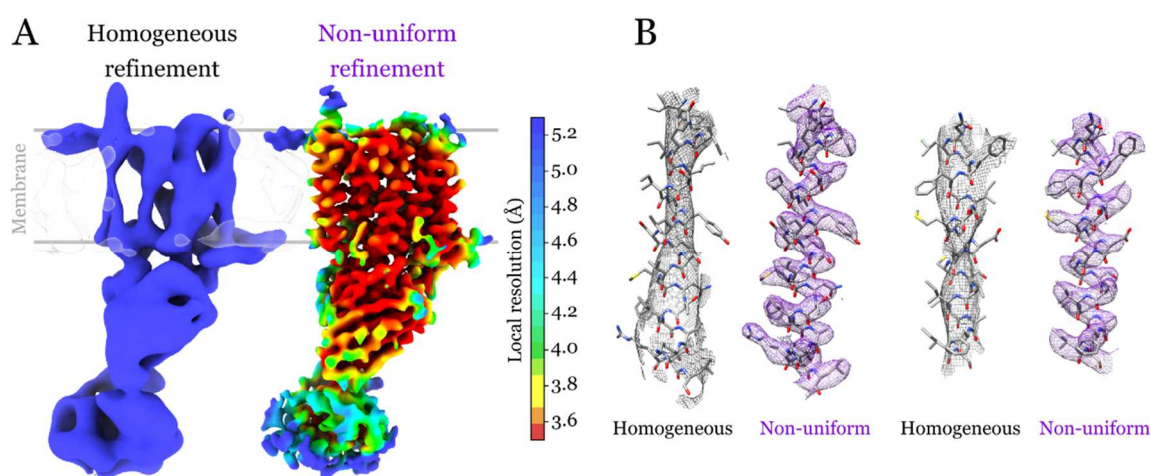 A
Homogeneous
refinement
Non-uniform
refinement
Membrane
5.2
5.0
4.8
4.6
4.4
4.2
4.0
3.8
3.6
Local resolution (Å)
B
Homogeneous
Non-uniform
Homogeneous
Non-uniform